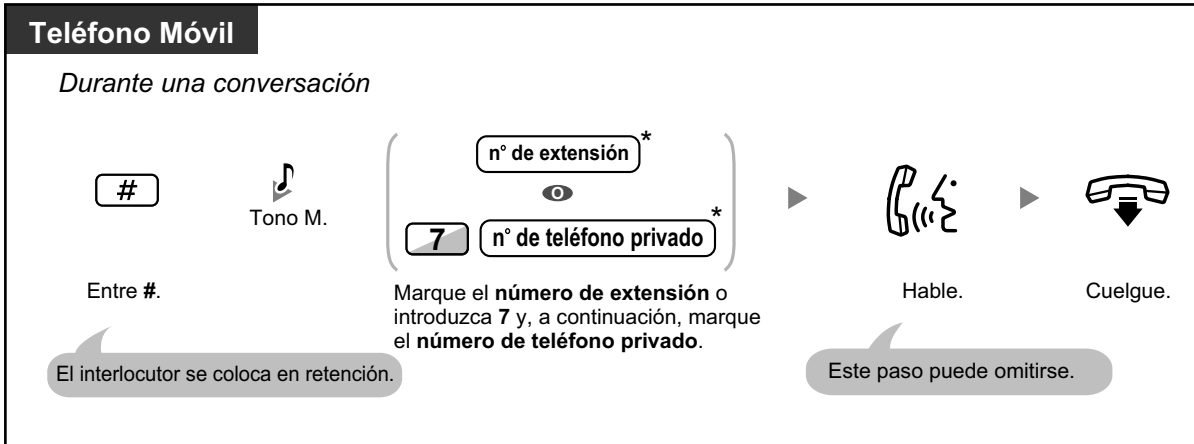 Teléfono Móvil
Durante una conversación
#
Tono M.
n° de extensión*
O
7 n° de teléfono privado*
Entre #.
Marque el número de extensión o
introduzca 7 y, a continuación, marque
el número de teléfono privado.
Hable.
Cuelgue.
El interlocutor se coloca en retención.
Este paso puede omitirse.